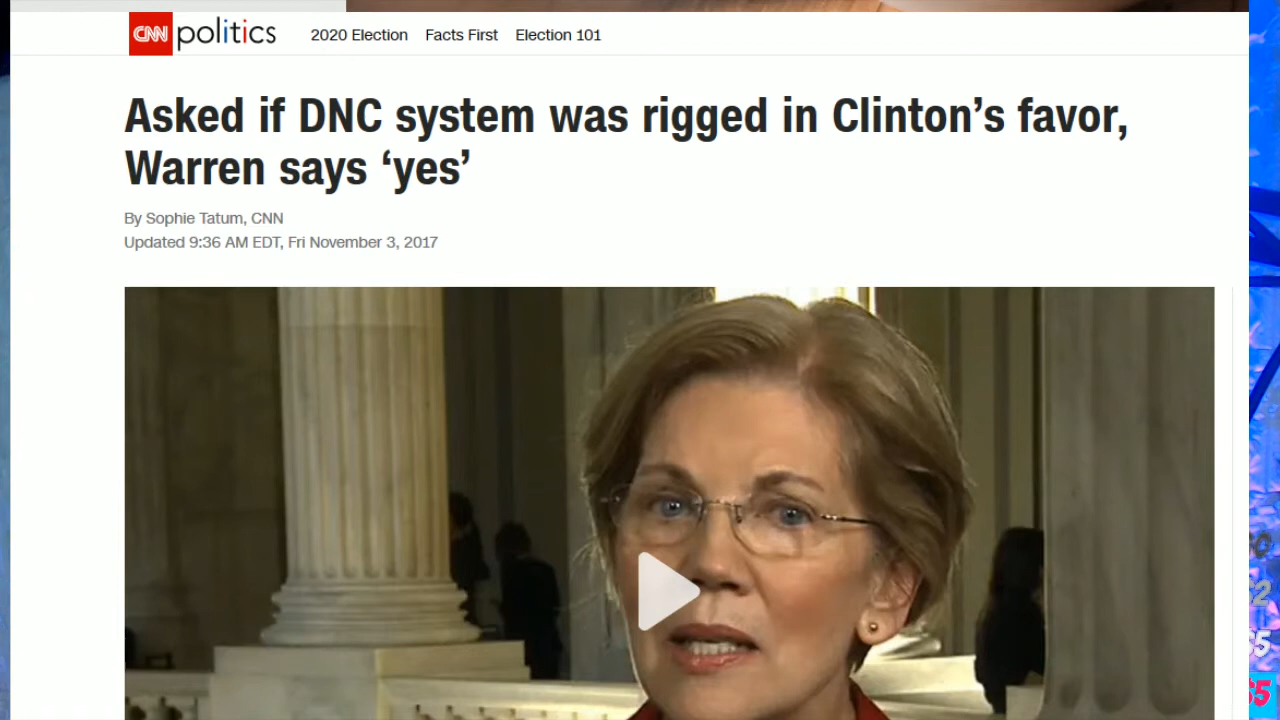 CNN politics 2020 Election Facts First Election 101
Asked if DNC system was rigged in Clinton’s favor,
Warren says ‘yes’
By Sophie Tatum, CNN
Updated 9:36 AM EDT, Fri November 3, 2017